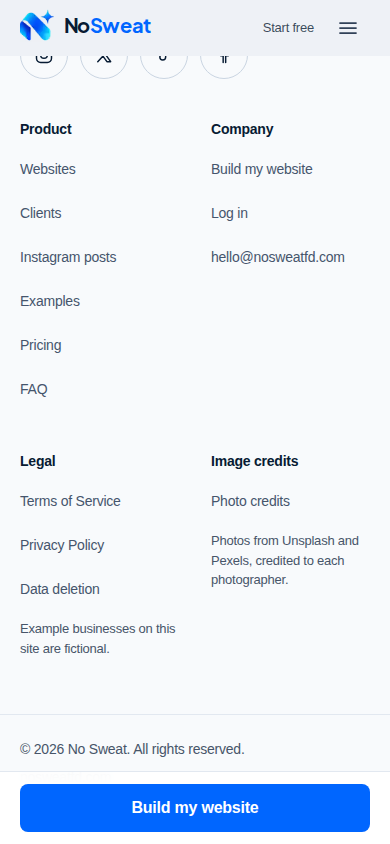 NoSweat
Start free
Product
Websites
Clients
Instagram posts
Examples
Pricing
FAQ
Company
Build my website
Log in
hello@nosweatfd.com
Legal
Terms of Service
Privacy Policy
Data deletion
Example businesses on this
site are fictional.
Image credits
Photo credits
Photos from Unsplash and
Pexels, credited to each
photographer.
© 2026 No Sweat. All rights reserved.
Build my website